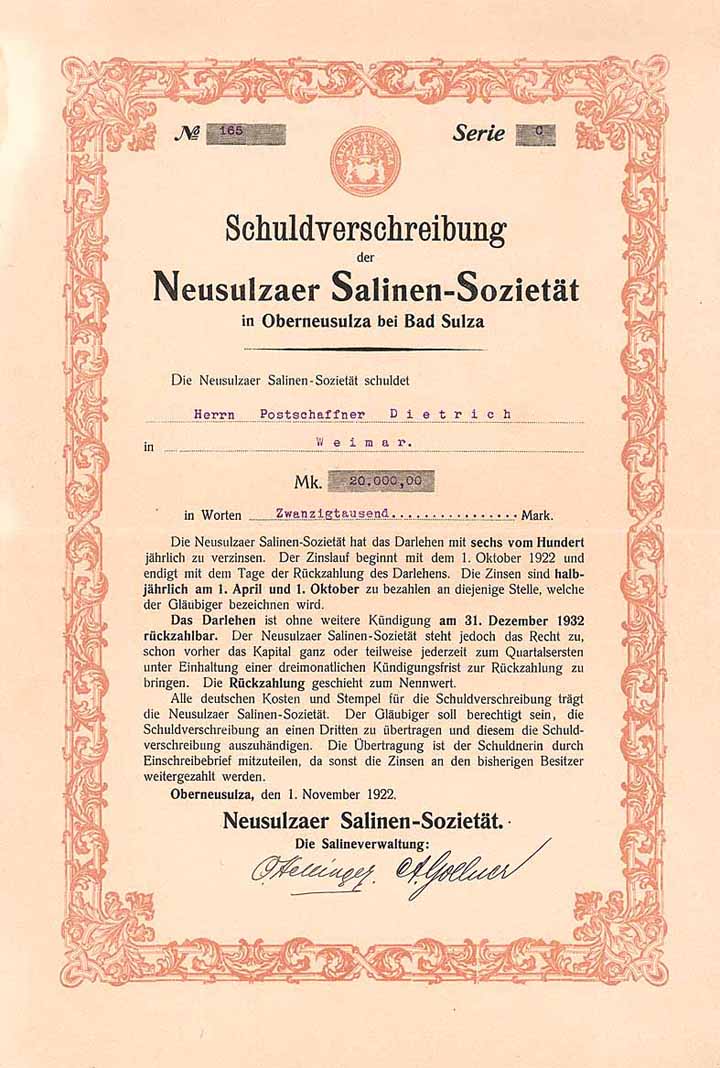 № 165 Serie C
Schuldverschreibung
der
Neusulzaer Salinen-Sozietät
in Oberneusulza bei Bad Sulza
Die Neusulzaer Salinen-Sozietät schuldet
Herrn Postschaffner Dietrich
in Weimar.
Mk. 20.000,00
in Worten Zwanzigtausend................ Mark.
Die Neusulzaer Salinen-Sozietät hat das Darlehen mit sechs vom Hundert
jährlich zu verzinsen. Der Zinslauf beginnt mit dem 1. Oktober 1922 und
endigt mit dem Tage der Rückzahlung des Darlehens. Die Zinsen sind halb-
jährlich am 1. April und 1. Oktober zu bezahlen an diejenige Stelle, welche
der Gläubiger bezeichnen wird.
Das Darlehen ist ohne weitere Kündigung am 31. Dezember 1932
rückzahlbar. Der Neusulzaer Salinen-Sozietät steht jedoch das Recht zu,
schon vorher das Kapital ganz oder teilweise jederzeit zum Quartalsersten
unter Einhaltung einer dreimonatlichen Kündigungsfrist zur Rückzahlung zu
bringen. Die Rückzahlung geschieht zum Nennwert.
Alle deutschen Kosten und Stempel für die Schuldverschreibung trägt
die Neusulzaer Salinen-Sozietät. Der Gläubiger soll berechtigt sein, die
Schuldverschreibung an einen Dritten zu übertragen und diesem die Schuld-
verschreibung auszuhändigen. Die Übertragung ist der Schuldnerin durch
Einschreibebrief mitzuteilen, da sonst die Zinsen an den bisherigen Besitzer
weitergezahlt werden.
Oberneusulza, den 1. November 1922.
Neusulzaer Salinen-Sozietät.
Die Salineverwaltung:
A. Gollner